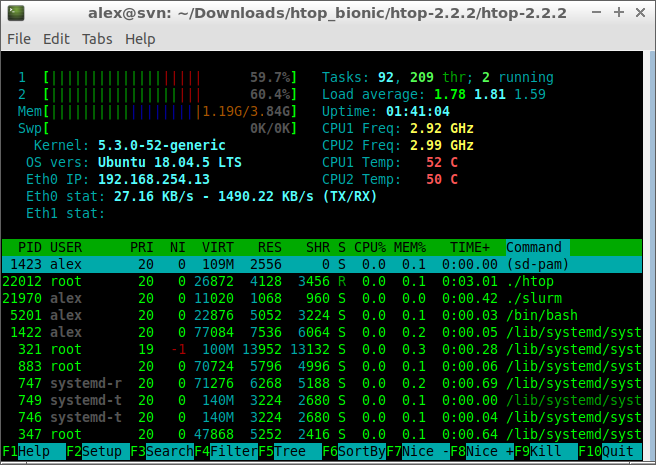 alex@svn: ~/Downloads/htop_bionic/htop-2.2.2/htop-2.2.2
File Edit Tabs Help
1 [||||||||||||||||||| 59.7%] Tasks: 92, 209 thr; 2 running
2 [||||||||||||||||||| 60.4%] Load average: 1.78 1.81 1.59
Mem[|||||||||||||||||||1.19G/3.84G] Uptime: 01:41:04
Swp[ 0K/0K] CPU1 Freq: 2.92 GHz
Kernel: 5.3.0-52-generic CPU2 Freq: 2.99 GHz
OS vers: Ubuntu 18.04.5 LTS CPU1 Temp: 52 C
Eth0 IP: 192.168.254.13 CPU2 Temp: 50 C
Eth0 stat: 27.16 KB/s - 1490.22 KB/s (TX/RX)
Eth1 stat:
PID USER PRI NI VIRT RES SHR S CPU% MEM% TIME+ Command
1423 alex 20 0 109M 2556 0 S 0.0 0.1 0:00.00 (sd-pam)
22012 root 20 0 26872 4128 3456 R 0.0 0.1 0:03.01 ./htop
21970 alex 20 0 11020 1068 960 S 0.0 0.0 0:00.42 ./slurm
5201 alex 20 0 22876 5052 3224 S 0.0 0.1 0:00.03 /bin/bash
1422 alex 20 0 77084 7536 6064 S 0.0 0.2 0:00.05 /lib/systemd/syst
321 root 19 -1 100M 13952 13132 S 0.0 0.3 0:00.28 /lib/systemd/syst
883 root 20 0 70724 5796 4996 S 0.0 0.1 0:00.06 /lib/systemd/syst
747 systemd-r 20 0 71276 6268 5188 S 0.0 0.2 0:00.69 /lib/systemd/syst
749 systemd-t 20 0 140M 3224 2680 S 0.0 0.1 0:00.00 /lib/systemd/syst
746 systemd-t 20 0 140M 3224 2680 S 0.0 0.1 0:00.04 /lib/systemd/syst
347 root 20 0 47868 5252 2416 S 0.0 0.1 0:00.64 /lib/systemd/syst
F1Help F2Setup F3SearchF4FilterF5Tree F6SortByF7Nice -F8Nice +F9Kill F10Quit